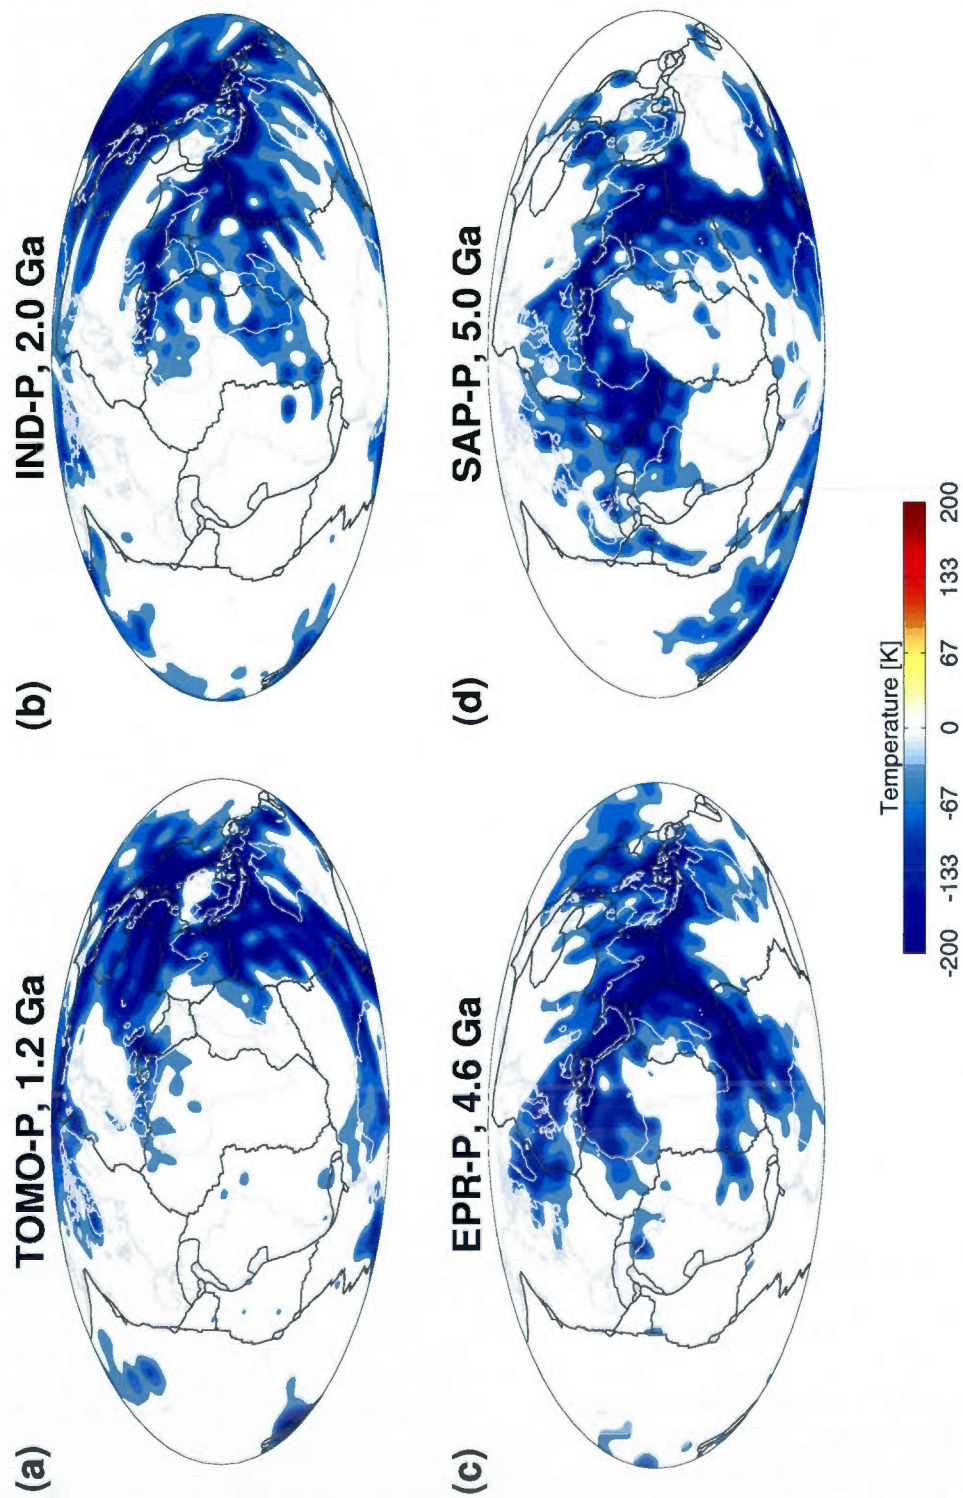 (a)
TOMO-P, 1.2 Ga
(b)
IND-P, 2.0 Ga
(c)
EPR-P, 4.6 Ga
(d)
SAP-P, 5.0 Ga
Temperature [K]
-200 -133 -67 0 67 133 200